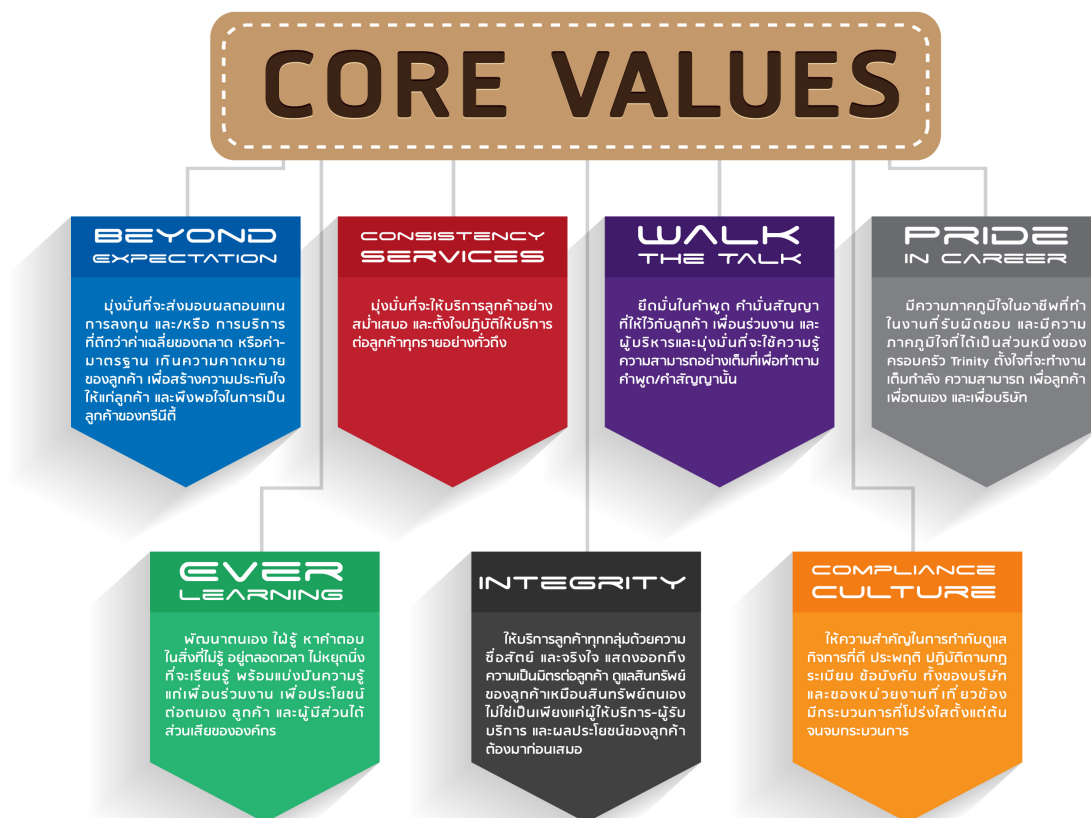 CORE VALUES
BEYOND
EXPECTATION
มุ่งมั่นที่จะส่งมอบผลตอบแทน
การลงทุน และ/หรือ การบริการ
ที่ดีกว่าค่าเฉลี่ยของตลาด หรือค่า-
มาตรฐาน เกินความคาดหมาย
ของลูกค้า เพื่อสร้างความประทับใจ
ให้แก่ลูกค้า และพึงพอใจในการเป็น
ลูกค้าของทรีนีตี้
CONSISTENCY
SERVICES
มุ่งมั่นที่จะให้บริการลูกค้าอย่าง
สม่ำเสมอ และตั้งใจปฏิบัติให้บริการ
ต่อลูกค้าทุกรายอย่างทั่วถึง
WALK
THE TALK
ยึดมั่นในคำพูด คำมั่นสัญญา
ที่ให้ไว้กับลูกค้า เพื่อนร่วมงาน และ
ผู้บริหารและมุ่งมั่นที่จะใช้ความรู้
ความสามารถอย่างเต็มที่เพื่อทำตาม
คำพูด/คำสัญญานั้น
PRIDE
IN CAREER
มีความภาคภูมิใจในอาชีพที่ทำ
ในงานที่รับผิดชอบ และมีความ
ภาคภูมิใจที่ได้เป็นส่วนหนึ่งของ
ครอบครัว Trinity ตั้งใจที่จะทำงาน
เต็มกำลัง ความสามารถ เพื่อลูกค้า
เพื่อตนเอง และเพื่อบริษัท
EVER
LEARNING
พัฒนาตนเอง ใฝ่รู้ หาคำตอบ
ในสิ่งที่ไม่รู้ อยู่ตลอดเวลา ไม่หยุดนิ่ง
ที่จะเรียนรู้ พร้อมแบ่งปันความรู้
แก่เพื่อนร่วมงาน เพื่อประโยชน์
ต่อตนเอง ลูกค้า และผู้มีส่วนได้
ส่วนเสียขององค์กร
INTEGRITY
ให้บริการลูกค้าทุกกลุ่มด้วยความ
ซื่อสัตย์ และจริงใจ แสดงออกถึง
ความเป็นมิตรต่อลูกค้า ดูแลสินทรัพย์
ของลูกค้าเหมือนสินทรัพย์ตนเอง
ไม่ใช่เป็นเพียงแค่ผู้ให้บริการ-ผู้รับ
บริการ และผลประโยชน์ของลูกค้า
ต้องมาก่อนเสมอ
COMPLIANCE
CULTURE
ให้ความสำคัญในการกำกับดูแล
กิจการที่ดี ประพฤติ ปฏิบัติตามกฎ
ระเบียบ ข้อบังคับ ทั้งของบริษัท
และของหน่วยงานที่เกี่ยวข้อง
มีกระบวนการที่โปร่งใสตั้งแต่ต้น
จนจบกระบวนการ